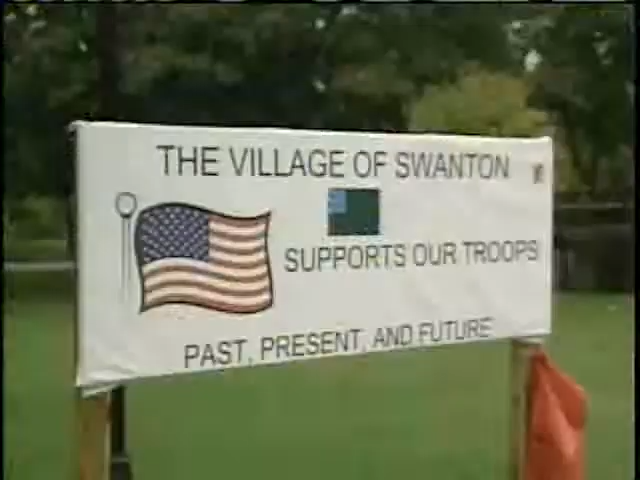 THE VILLAGE OF SWANTON
SUPPORTS OUR TROOPS
PAST, PRESENT, AND FUTURE